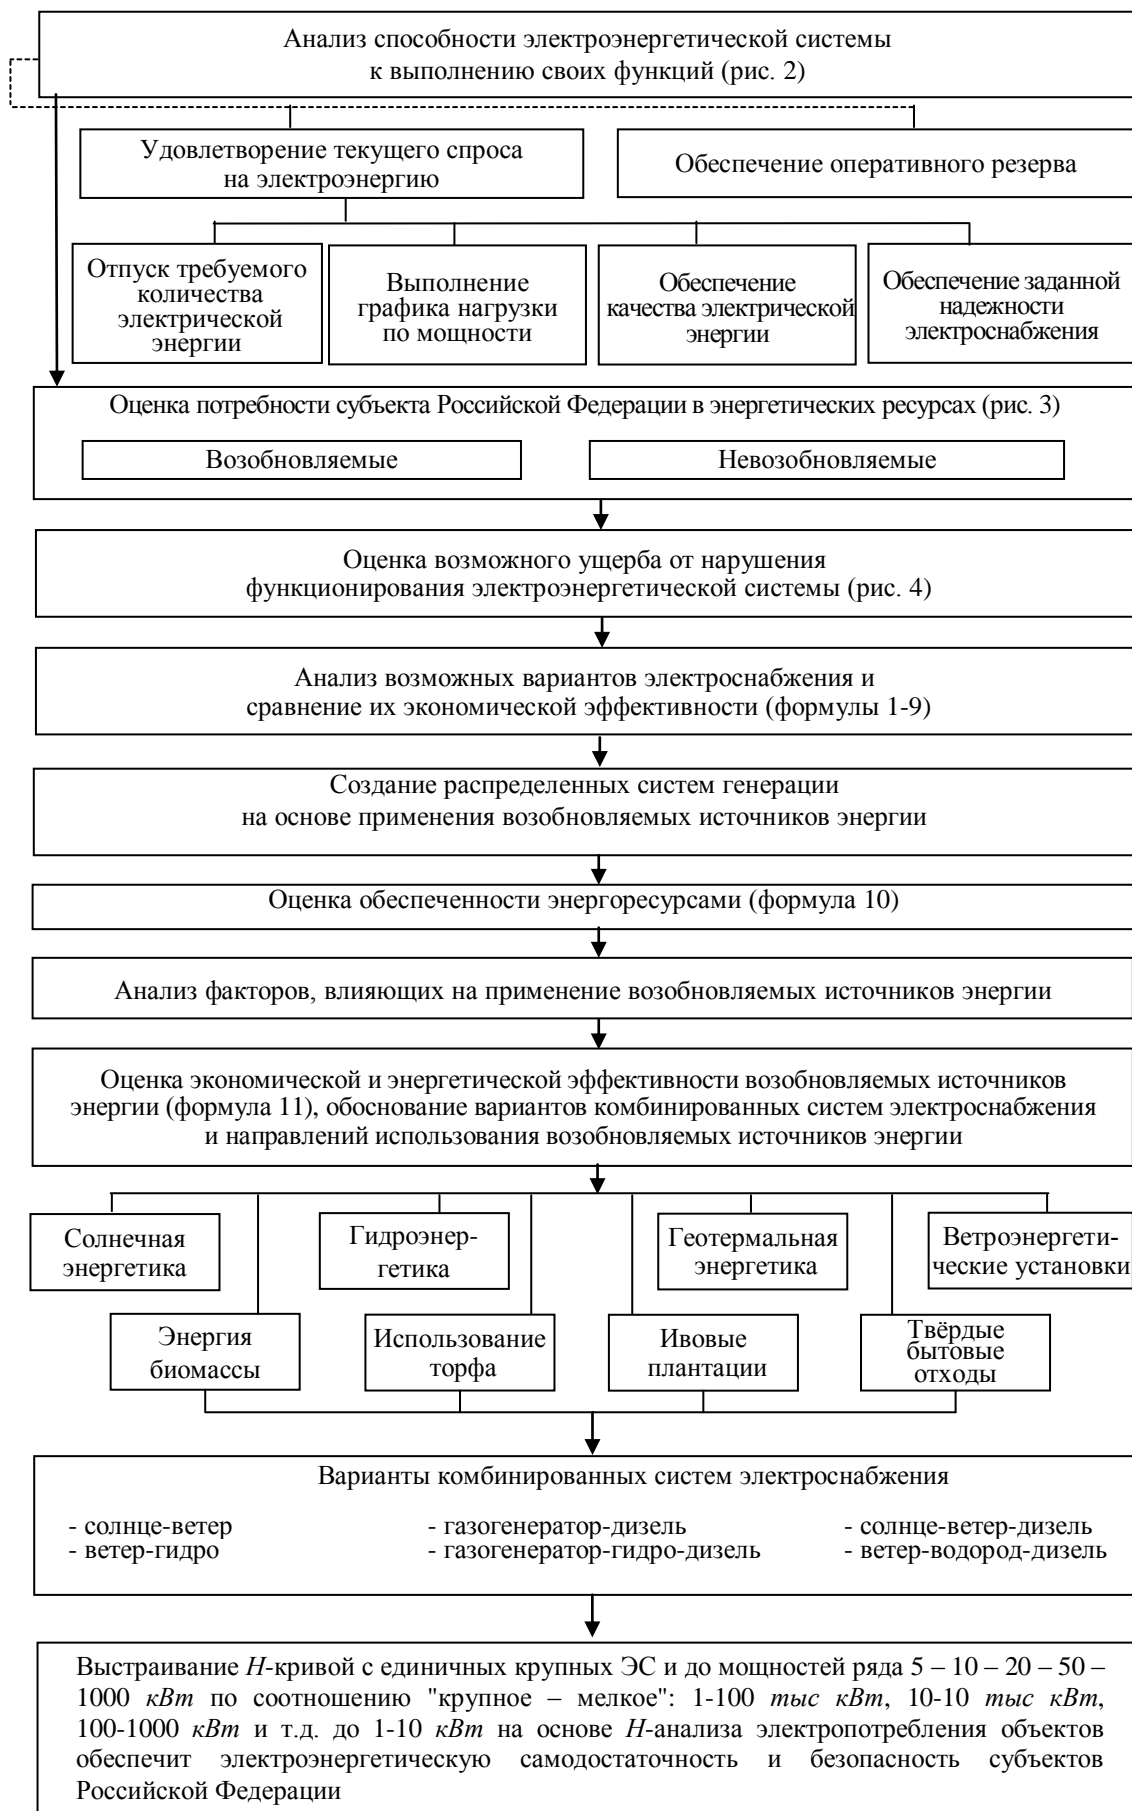 Анализ способности электроэнергетической системы
к выполнению своих функций (рис. 2)
Удовлетворение текущего спроса
на электроэнергию
Обеспечение оперативного резерва
Отпуск требуемого
количества
электрической
энергии
Выполнение
графика нагрузки
по мощности
Обеспечение
качества электрической
энергии
Обеспечение заданной
надежности
электроснабжения
Оценка потребности субъекта Российской Федерации в энергетических ресурсах (рис. 3)
Возобновляемые
Невозобновляемые
Оценка возможного ущерба от нарушения
функционирования электроэнергетической системы (рис. 4)
Анализ возможных вариантов электроснабжения и
сравнение их экономической эффективности (формулы 1-9)
Создание распределенных систем генерации
на основе применения возобновляемых источников энергии
Оценка обеспеченности энергоресурсами (формула 10)
Анализ факторов, влияющих на применение возобновляемых источников энергии
Оценка экономической и энергетической эффективности возобновляемых источников
энергии (формула 11), обоснование вариантов комбинированных систем электроснабжения
и направлений использования возобновляемых источников энергии
Солнечная
энергетика
Гидроэнер-
гетика
Геотермальная
энергетика
Ветроэнергети-
ческие установки
Энергия
биомассы
Использование
торфа
Ивовые
плантации
Твёрдые
бытовые
отходы
Варианты комбинированных систем электроснабжения
- солнце-ветер
- ветер-гидро
- газогенератор-дизель
- газогенератор-гидро-дизель
- солнце-ветер-дизель
- ветер-водород-дизель
Выстраивание Н-кривой с единичных крупных ЭС и до мощностей ряда 5 – 10 – 20 – 50 –
1000 кВт по соотношению "крупное – мелкое": 1-100 тыс кВт, 10-10 тыс кВт,
100-1000 кВт и т.д. до 1-10 кВт на основе Н-анализа электропотребления объектов
обеспечит электроэнергетическую самодостаточность и безопасность субъектов
Российской Федерации